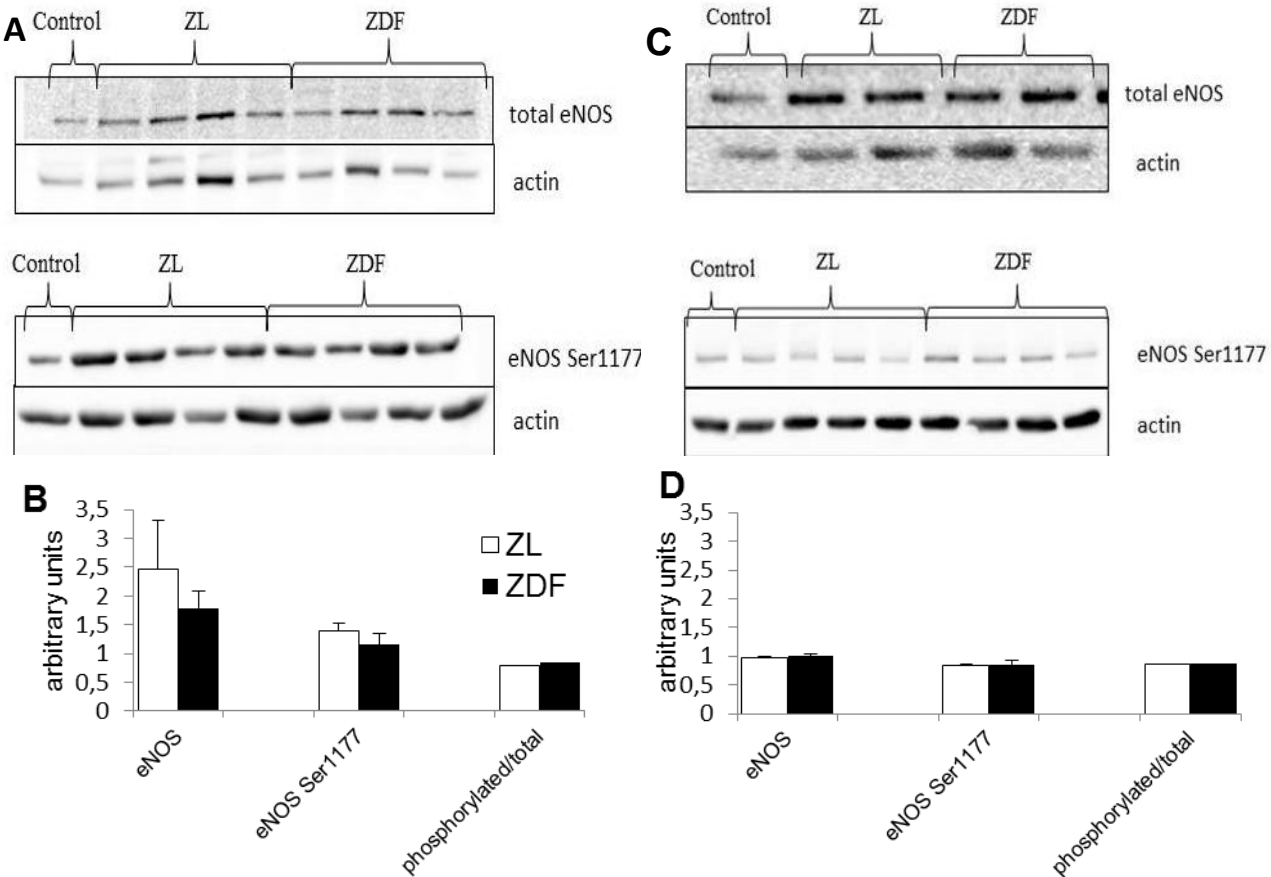 A
Control
ZL
ZDF
total eNOS
actin
Control
ZL
ZDF
eNOS Ser1177
actin
B
3,5
3
2,5
2
1,5
1
0,5
0
arbitrary units
ZL
ZDF
eNOS
eNOS Ser1177
phosphorylated/total
C
Control
ZL
ZDF
total eNOS
actin
Control
ZL
ZDF
eNOS Ser1177
actin
D
3,5
3
2,5
2
1,5
1
0,5
0
arbitrary units
eNOS
eNOS Ser1177
phosphorylated/total